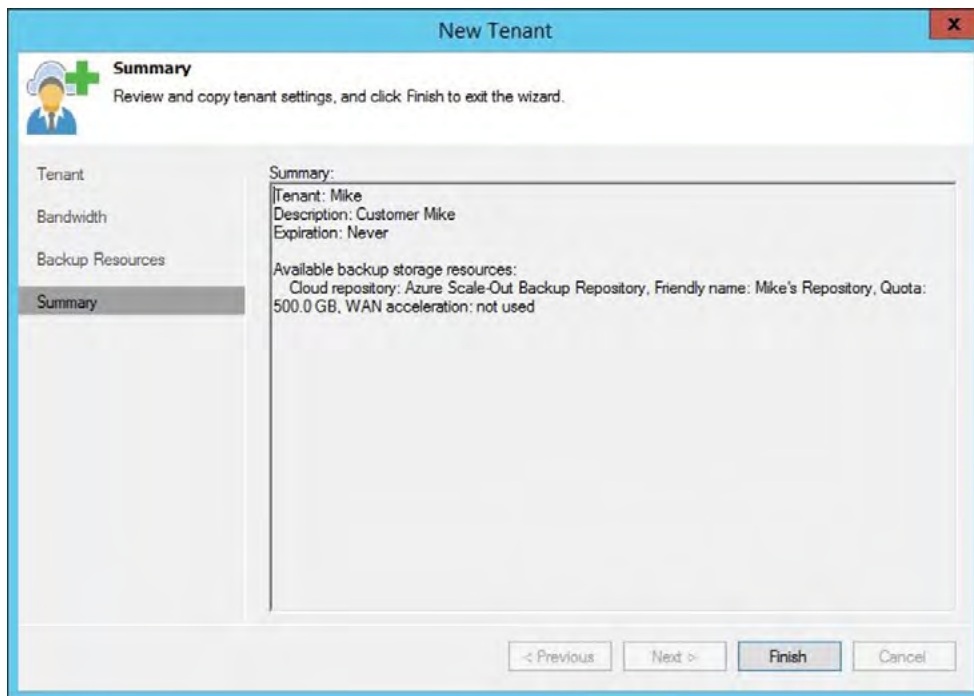 New Tenant
x
Summary
Review and copy tenant settings, and click Finish to exit the wizard.
Tenant
Bandwidth
Backup Resources
Summary
Summary:
Tenant: Mike
Description: Customer Mike
Expiration: Never
Available backup storage resources:
Cloud repository: Azure Scale-Out Backup Repository, Friendly name: Mike's Repository, Quota:
500.0 GB, WAN acceleration: not used
< Previous
Next >
Finish
Cancel